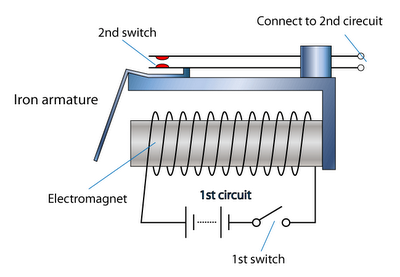 Connect to 2nd cirecuit
2nd switch
Iron armature
Electromagnet
1st circuit
1st switch